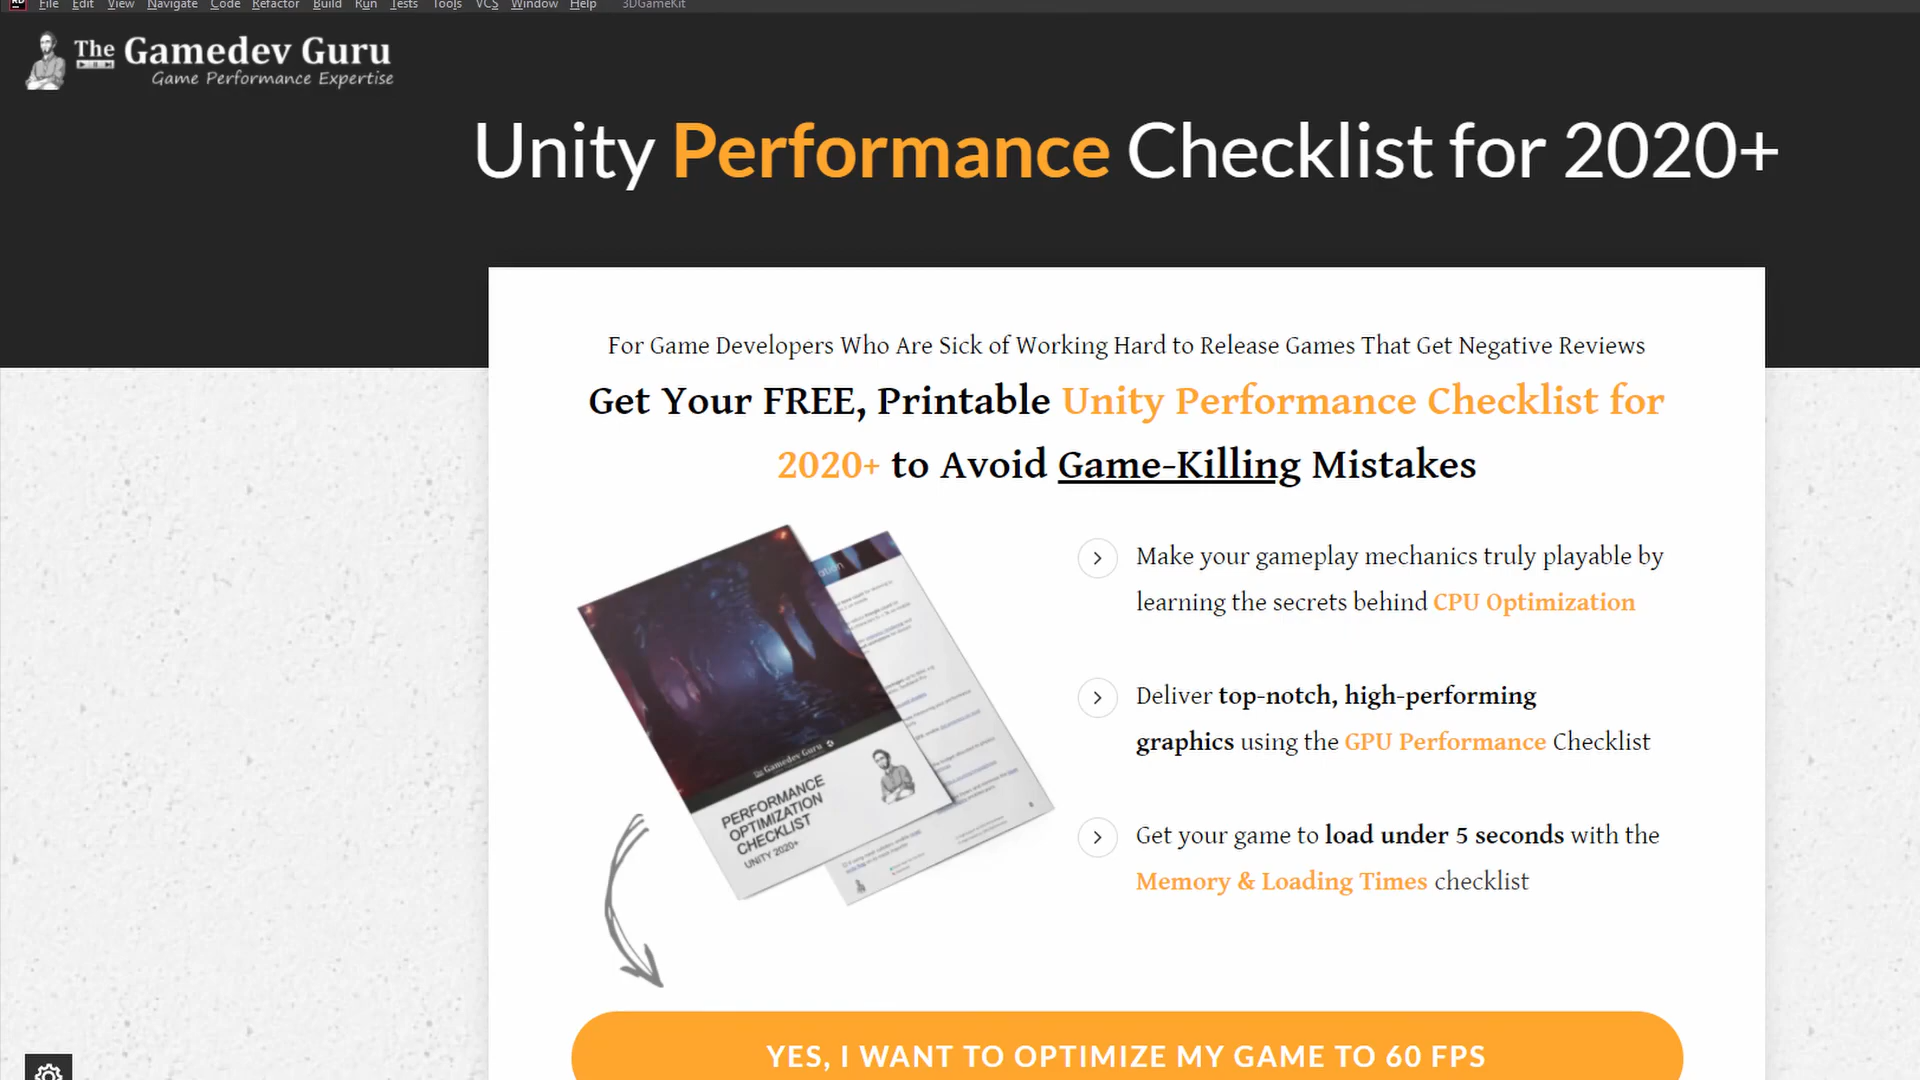 File Edit View Navigate Code Refactor Build Run Tests Tools VCS Window Help 3DGameKit
The Gamedev Guru
Game Performance Expertise
Unity Performance Checklist for 2020+
For Game Developers Who Are Sick of Working Hard to Release Games That Get Negative Reviews
Get Your FREE, Printable Unity Performance Checklist for
2020+ to Avoid Game-Killing Mistakes
Make your gameplay mechanics truly playable by
learning the secrets behind CPU Optimization
Deliver top-notch, high-performing
graphics using the GPU Performance Checklist
Get your game to load under 5 seconds with the
Memory & Loading Times checklist
The Gamedev Guru
PERFORMANCE
OPTIMIZATION
CHECKLIST
UNITY 2020+
YES, I WANT TO OPTIMIZE MY GAME TO 60 FPS